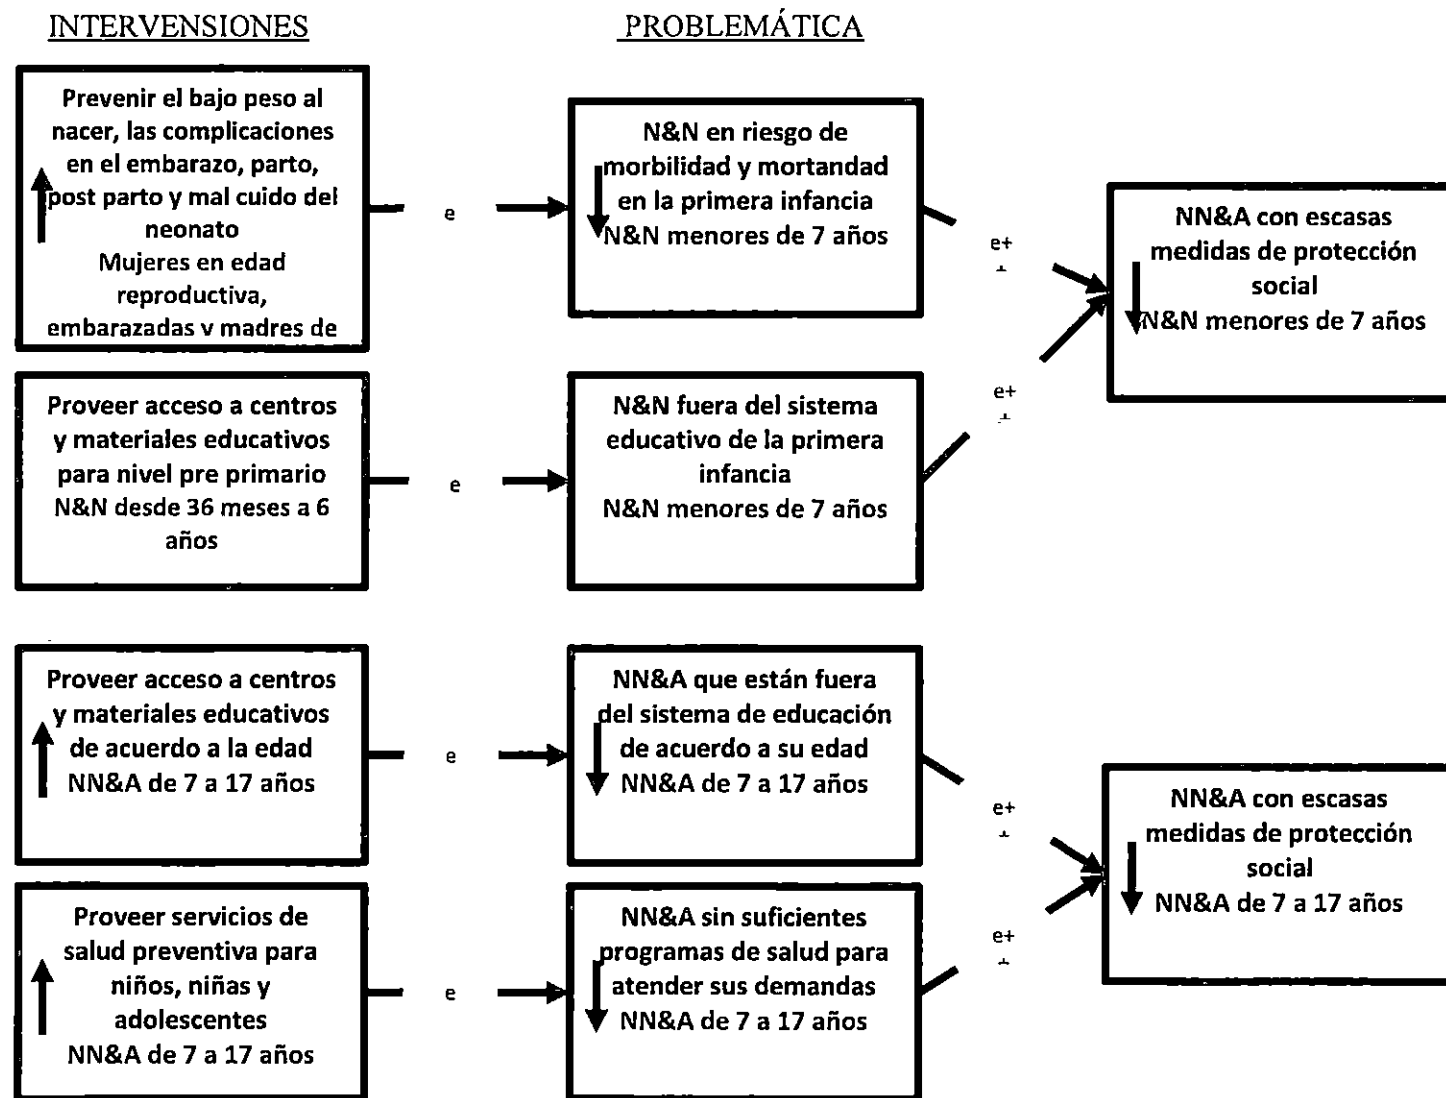 INTERVENSIONES
PROBLEMÁTICA
Prevenir el bajo peso al
nacer, las complicaciones
en el embarazo, parto,
post parto y mal cuido del
neonato
Mujeres en edad
reproductiva,
embarazadas y madres de
e
N&N en riesgo de
morbilidad y mortandad
en la primera infancia
N&N menores de 7 años
e+
NN&A con escasas
medidas de protección
social
N&N menores de 7 años
Proveer acceso a centros
y materiales educativos
para nivel pre primario
N&N desde 36 meses a 6
años
e
N&N fuera del sistema
educativo de la primera
infancia
N&N menores de 7 años
e+
Proveer acceso a centros
y materiales educativos
de acuerdo a la edad
NN&A de 7 a 17 años
e
NN&A que están fuera
del sistema de educación
de acuerdo a su edad
NN&A de 7 a 17 años
e+
NN&A con escasas
medidas de protección
social
NN&A de 7 a 17 años
Proveer servicios de
salud preventiva para
niños, niñas y
adolescentes
NN&A de 7 a 17 años
e
NN&A sin suficientes
programas de salud para
atender sus demandas
NN&A de 7 a 17 años
e+